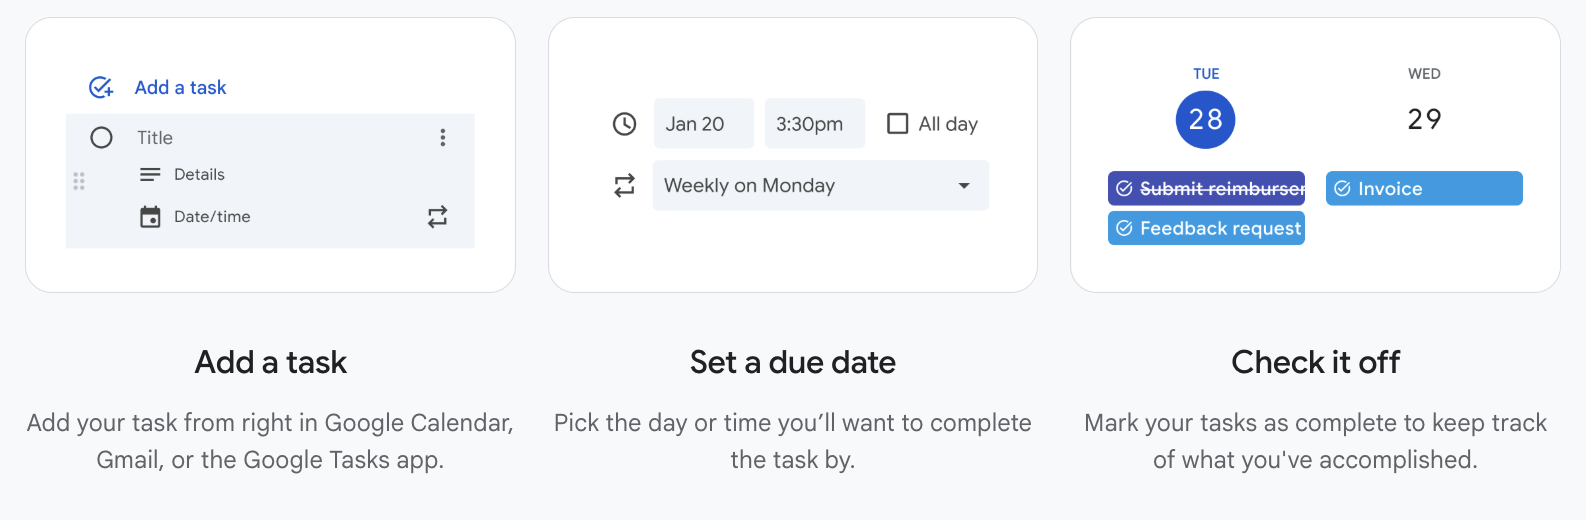 Add a task
Title
Details
Date/time
Jan 20 3:30pm All day
Weekly on Monday
TUE WED
28 29
Submit reimburser Invoice
Feedback request
Add a task
Add your task from right in Google Calendar,
Gmail, or the Google Tasks app.
Set a due date
Pick the day or time you’ll want to complete
the task by.
Check it off
Mark your tasks as complete to keep track
of what you've accomplished.